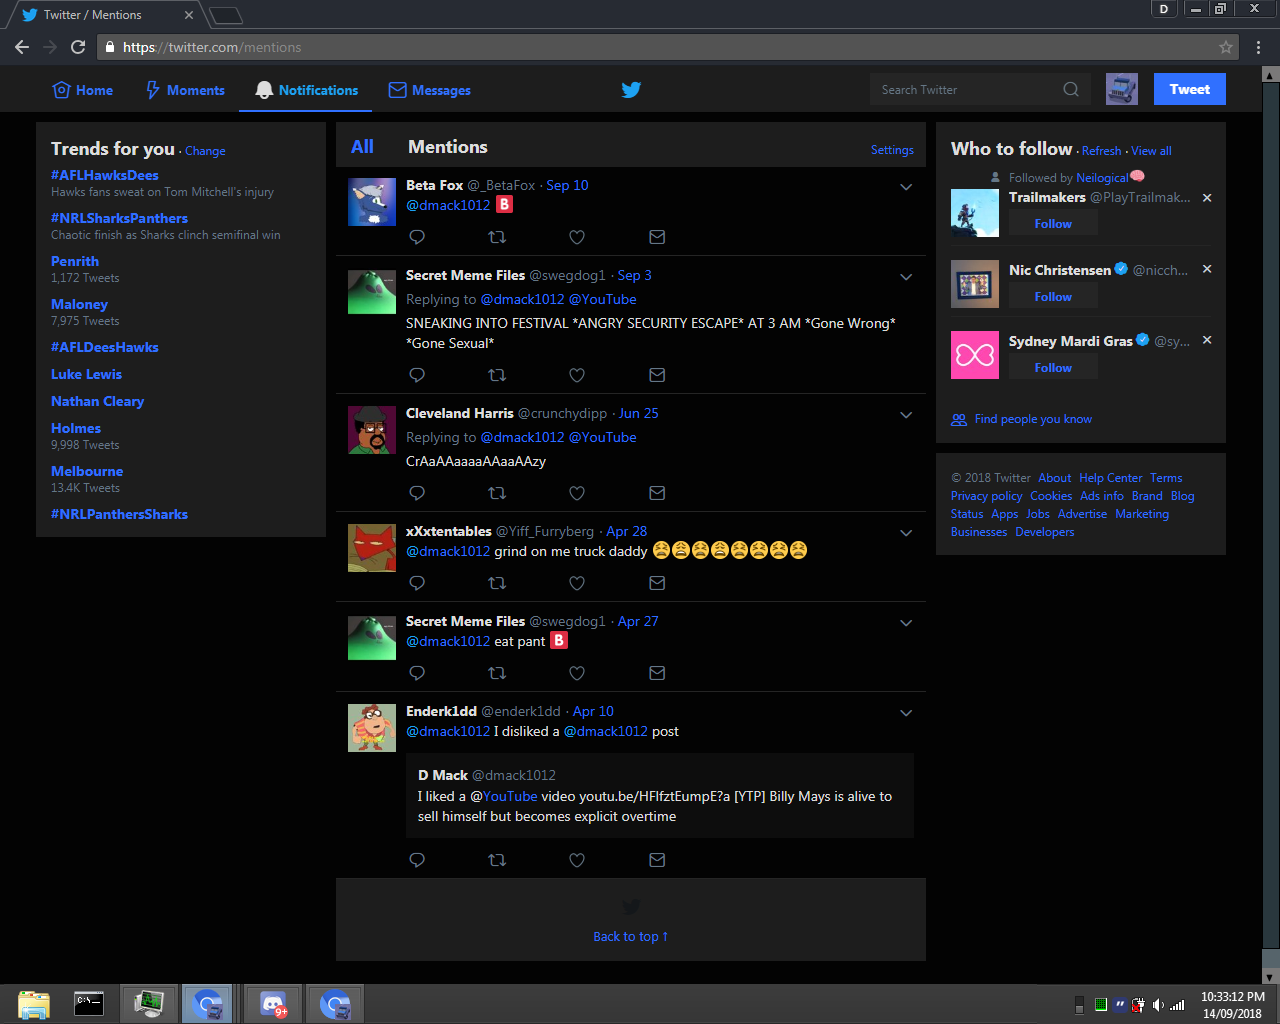 Twitter / Mentions
D
https://twitter.com/mentions
Home
Moments
Notifications
Messages
Search Twitter
Tweet
Trends for you · Change
#AFLHawksDees
Hawks fans sweat on Tom Mitchell's injury
#NRLSharksPanthers
Chaotic finish as Sharks clinch semifinal win
Penrith
1,172 Tweets
Maloney
7,975 Tweets
#AFLDeesHawks
Luke Lewis
Nathan Cleary
Holmes
9,998 Tweets
Melbourne
13.4K Tweets
#NRLPanthersSharks
All Mentions Settings
Beta Fox @_BetaFox · Sep 10
@dmack1012 🅱
Secret Meme Files @swegdog1 · Sep 3
Replying to @dmack1012 @YouTube
SNEAKING INTO FESTIVAL *ANGRY SECURITY ESCAPE* AT 3 AM *Gone Wrong*
*Gone Sexual*
Cleveland Harris @crunchydipp · Jun 25
Replying to @dmack1012 @YouTube
CrAaAAaaaaAAaaAAzy
xXxtentables @Yiff_Furryberg · Apr 28
@dmack1012 grind on me truck daddy 😫😩😫😩😫😫😫😫
Secret Meme Files @swegdog1 · Apr 27
@dmack1012 eat pant 🅱
Enderk1dd @enderk1dd · Apr 10
@dmack1012 I disliked a @dmack1012 post
D Mack @dmack1012
I liked a @YouTube video youtu.be/HFlfztEumpE?a [YTP] Billy Mays is alive to
sell himself but becomes explicit overtime
Back to top ↑
Who to follow · Refresh · View all
Followed by Neilogical🧠
Trailmakers @PlayTrailmak...
Follow
Nic Christensen @nicch...
Follow
Sydney Mardi Gras @sy...
Follow
Find people you know
© 2018 Twitter About Help Center Terms
Privacy policy Cookies Ads info Brand Blog
Status Apps Jobs Advertise Marketing
Businesses Developers
C:\_
9+
10:33:12 PM
14/09/2018